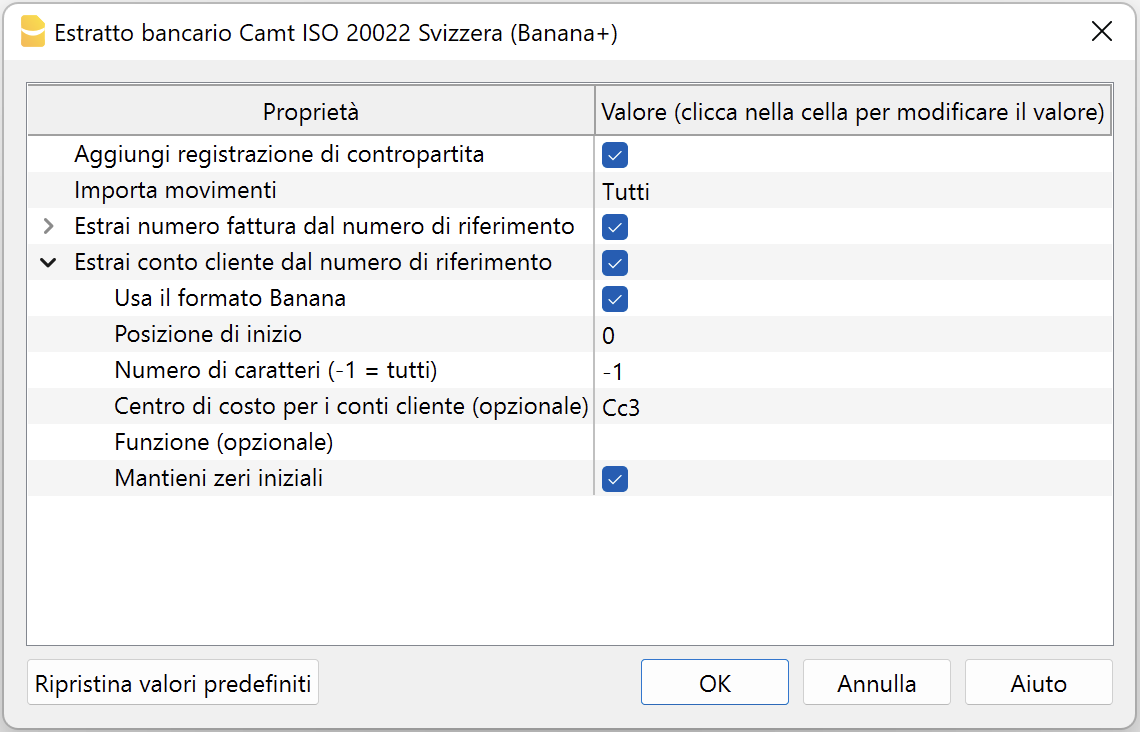 Estratto bancario Camt ISO 20022 Svizzera (Banana+)
Proprietà Valore (clicca nella cella per modificare il valore)
Aggiungi registrazione di contropartita
Importa movimenti Tutti
Estrai numero fattura dal numero di riferimento
Estrai conto cliente dal numero di riferimento
Usa il formato Banana
Posizione di inizio 0
Numero di caratteri (-1 = tutti) -1
Centro di costo per i conti cliente (opzionale) Cc3
Funzione (opzionale)
Mantieni zeri iniziali
Ripristina valori predefiniti OK Annulla Aiuto